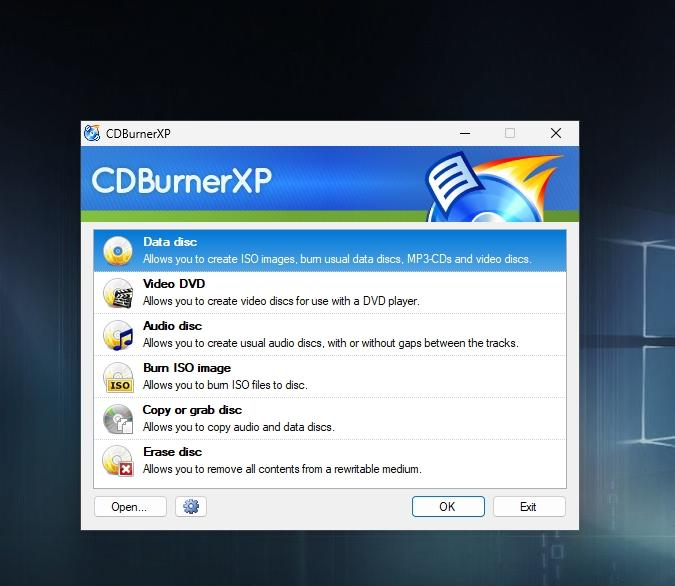 CDBurnerXP
CDBurnerXP
Data disc
Allows you to create ISO images, burn usual data discs, MP3-CDs and video discs.
Video DVD
Allows you to create video discs for use with a DVD player.
Audio disc
Allows you to create usual audio discs, with or without gaps between the tracks.
Burn ISO image
ISO
Allows you to burn ISO files to disc.
Copy or grab disc
Allows you to copy audio and data discs.
Erase disc
Allows you to remove all contents from a rewritable medium.
Open... OK Exit